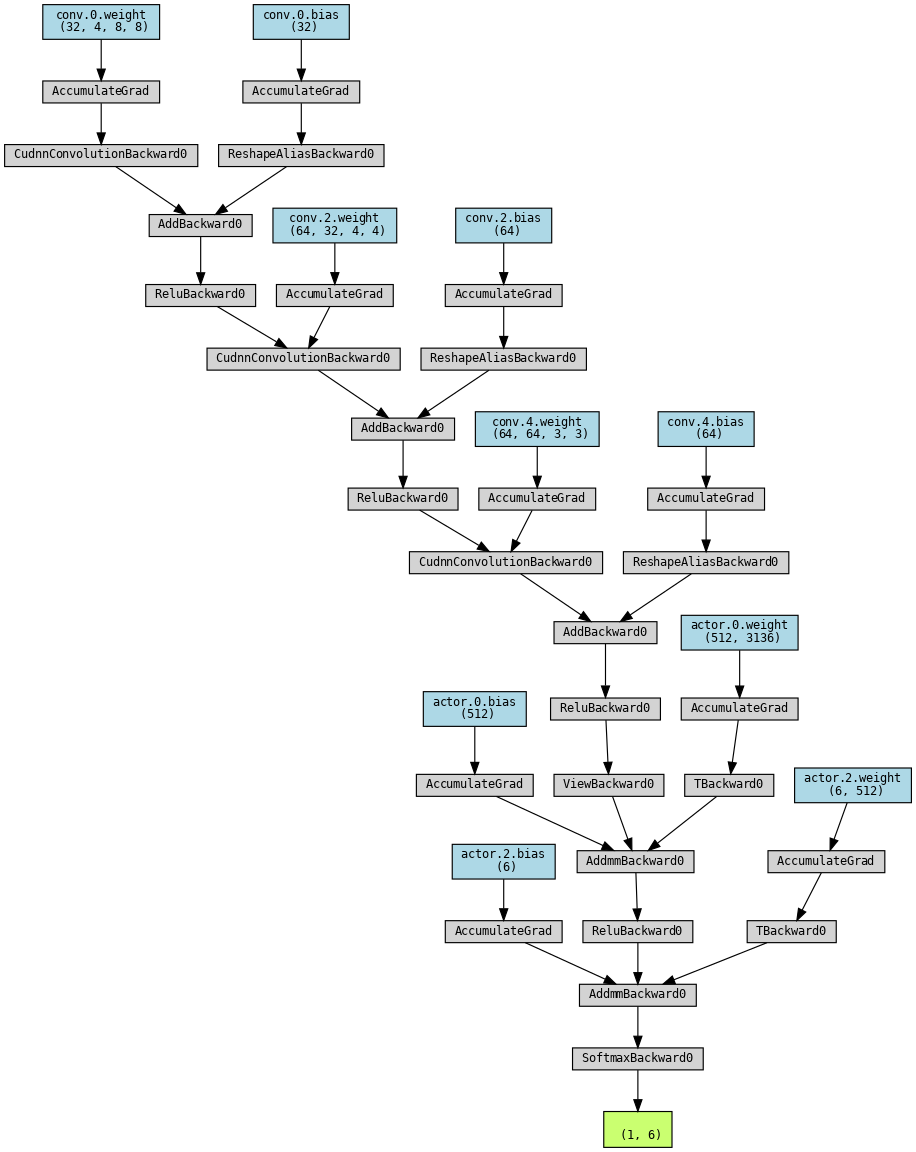 conv.0.weight
(32, 4, 8, 8)
conv.0.bias
(32)
AccumulateGrad
AccumulateGrad
CudnnConvolutionBackward0
ReshapeAliasBackward0
AddBackward0
conv.2.weight
(64, 32, 4, 4)
conv.2.bias
(64)
ReluBackward0
AccumulateGrad
AccumulateGrad
CudnnConvolutionBackward0
ReshapeAliasBackward0
AddBackward0
conv.4.weight
(64, 64, 3, 3)
conv.4.bias
(64)
ReluBackward0
AccumulateGrad
AccumulateGrad
CudnnConvolutionBackward0
ReshapeAliasBackward0
AddBackward0
actor.0.weight
(512, 3136)
actor.0.bias
(512)
ReluBackward0
AccumulateGrad
AccumulateGrad
ViewBackward0
TBackward0
actor.2.weight
(6, 512)
actor.2.bias
(6)
AddmmBackward0
AccumulateGrad
AccumulateGrad
ReluBackward0
TBackward0
AddmmBackward0
SoftmaxBackward0
(1, 6)